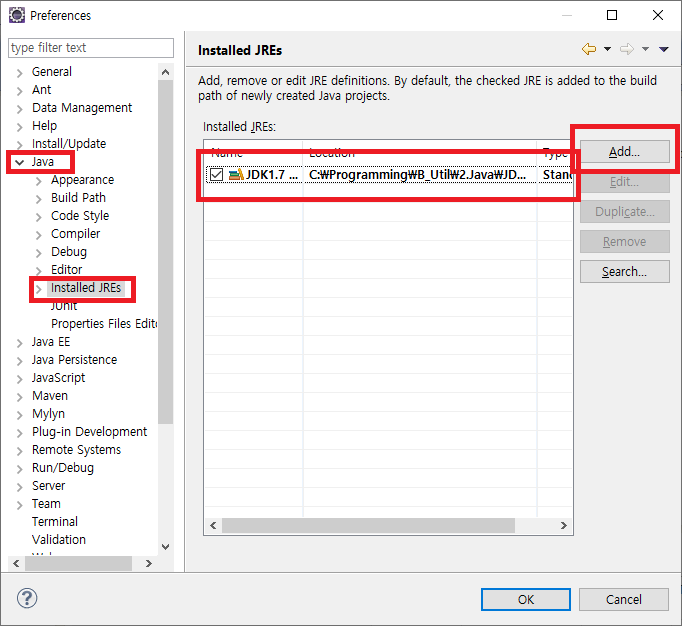 Preferences
type filter text
General
Ant
Data Management
Help
Install/Update
Java
Appearance
Build Path
Code Style
Compiler
Debug
Editor
Installed JREs
JUnit
Properties Files Edito
Java EE
Java Persistence
JavaScript
Maven
Mylyn
Plug-in Development
Remote Systems
Run/Debug
Server
Team
Terminal
Validation
Installed JREs
Add, remove or edit JRE definitions. By default, the checked JRE is added to the build
path of newly created Java projects.
Installed JREs:
Name Location Type
JDK1.7 ... C:₩Programming₩B_Util₩2.Java₩JD... Stand
Add...
Edit...
Duplicate...
Remove
Search...
?
OK Cancel